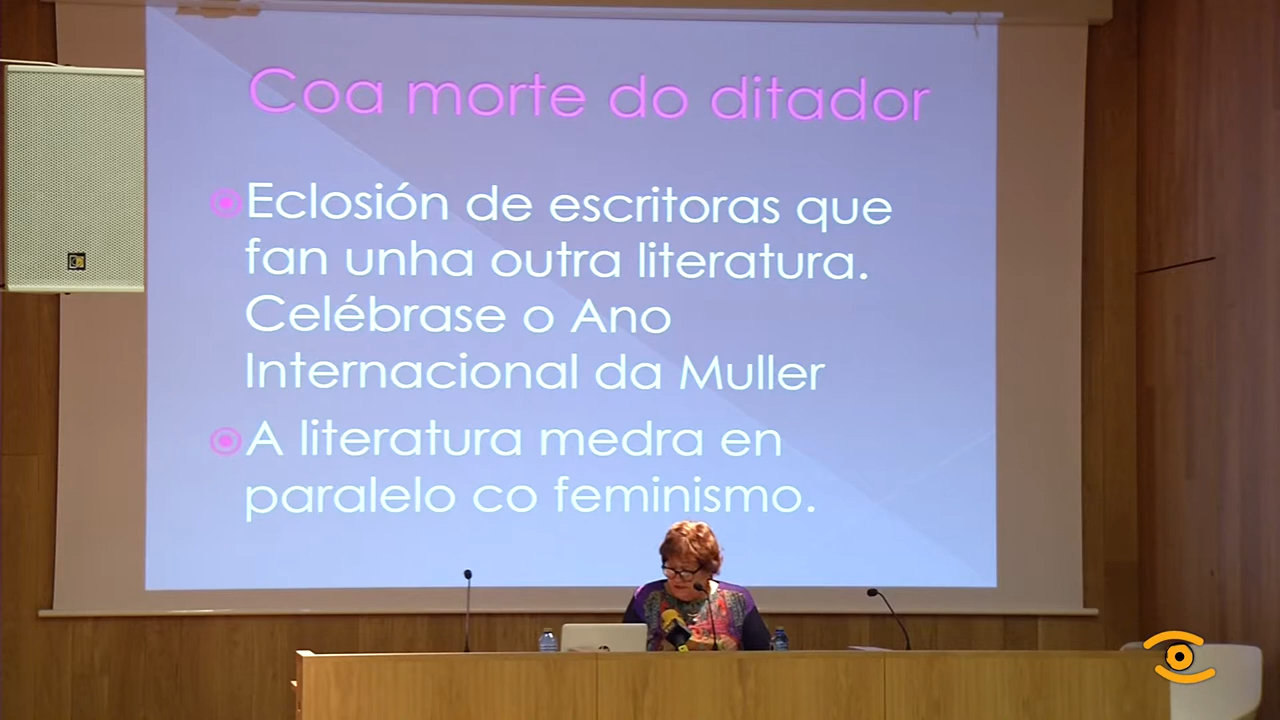 Coa morte do ditador
Eclosión de escritoras que
fan unha outra literatura.
Celébrase o Ano
Internacional da Muller
A literatura medra en
paralelo co feminismo.